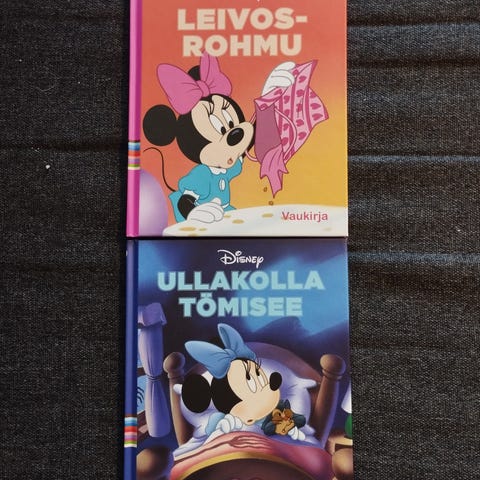 LEIVOS-
ROHMU
Vaukirja
Disney
ULLAKOLLA
TÖMISEE